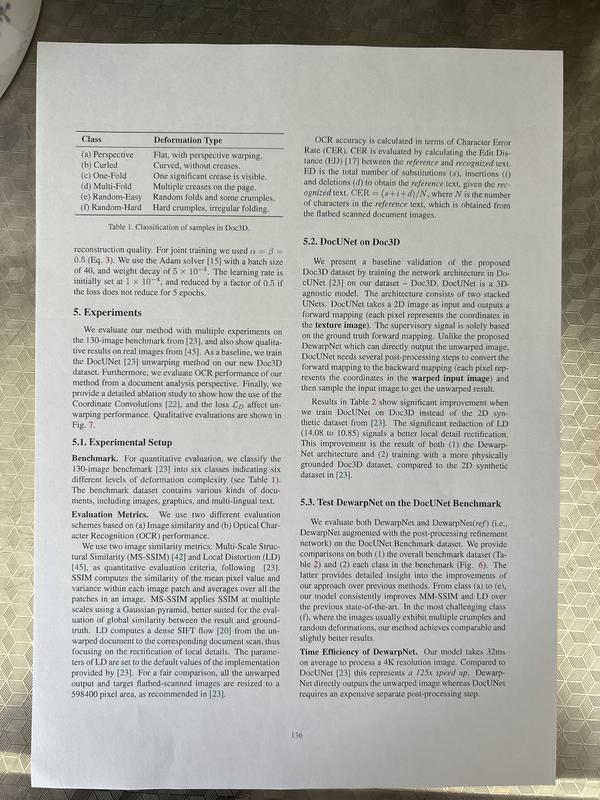 Class Deformation Type
(a) Perspective Flat, with perspective warping.
(b) Curled Curved, without creases.
(c) One-Fold One significant crease is visible.
(d) Multi-Fold Multiple creases on the page.
(e) Random-Easy Random folds and some crumples.
(f) Random-Hard Hard crumples, irregular folding.
Table 1. Classification of samples in Doc3D.
reconstruction quality. For joint training we used α = β =
0.5 (Eq. 3). We use the Adam solver [15] with a batch size
of 40, and weight decay of 5 × 10⁻⁴. The learning rate is
initially set at 1 × 10⁻⁴, and reduced by a factor of 0.5 if
the loss does not reduce for 5 epochs.
5. Experiments
We evaluate our method with multiple experiments on
the 130-image benchmark from [23], and also show qualita-
tive results on real images from [45]. As a baseline, we train
the DocUNet [23] unwarping method on our new Doc3D
dataset. Furthermore, we evaluate OCR performance of our
method from a document analysis perspective. Finally, we
provide a detailed ablation study to show how the use of the
Coordinate Convolutions [22], and the loss ℒD affect un-
warping performance. Qualitative evaluations are shown in
Fig. 7.
5.1. Experimental Setup
Benchmark. For quantitative evaluation, we classify the
130-image benchmark [23] into six classes indicating six
different levels of deformation complexity (see Table 1).
The benchmark dataset contains various kinds of docu-
ments, including images, graphics, and multi-lingual text.
Evaluation Metrics. We use two different evaluation
schemes based on (a) Image similarity and (b) Optical Char-
acter Recognition (OCR) performance.
We use two image similarity metrics: Multi-Scale Struc-
tural Similarity (MS-SSIM) [42] and Local Distortion (LD)
[45], as quantitative evaluation criteria, following [23].
SSIM computes the similarity of the mean pixel value and
variance within each image patch and averages over all the
patches in an image. MS-SSIM applies SSIM at multiple
scales using a Gaussian pyramid, better suited for the eval-
uation of global similarity between the result and ground-
truth. LD computes a dense SIFT flow [20] from the un-
warped document to the corresponding document scan, thus
focusing on the rectification of local details. The parame-
ters of LD are set to the default values of the implementation
provided by [23]. For a fair comparison, all the unwarped
output and target flatbed-scanned images are resized to a
598400 pixel area, as recommended in [23].
OCR accuracy is calculated in terms of Character Error
Rate (CER). CER is evaluated by calculating the Edit Dis-
tance (ED) [17] between the reference and recognized text.
ED is the total number of substitutions (s), insertions (i)
and deletions (d) to obtain the reference text, given the rec-
ognized text. CER = (s+i+d)/N, where N is the number
of characters in the reference text, which is obtained from
the flatbed scanned document images.
5.2. DocUNet on Doc3D
We present a baseline validation of the proposed
Doc3D dataset by training the network architecture in Do-
cUNet [23] on our dataset – Doc3D. DocUNet is a 3D-
agnostic model. The architecture consists of two stacked
UNets. DocUNet takes a 2D image as input and outputs a
forward mapping (each pixel represents the coordinates in
the texture image). The supervisory signal is solely based
on the ground truth forward mapping. Unlike the proposed
DewarpNet which can directly output the unwarped image,
DocUNet needs several post-processing steps to convert the
forward mapping to the backward mapping (each pixel rep-
resents the coordinates in the warped input image) and
then sample the input image to get the unwarped result.
Results in Table 2 show significant improvement when
we train DocUNet on Doc3D instead of the 2D syn-
thetic dataset from [23]. The significant reduction of LD
(14.08 to 10.85) signals a better local detail rectification.
This improvement is the result of both (1) the Dewarp-
Net architecture and (2) training with a more physically
grounded Doc3D dataset, compared to the 2D synthetic
dataset in [23].
5.3. Test DewarpNet on the DocUNet Benchmark
We evaluate both DewarpNet and DewarpNet(ref) (i.e.,
DewarpNet augmented with the post-processing refinement
network) on the DocUNet Benchmark dataset. We provide
comparisons on both (1) the overall benchmark dataset (Ta-
ble 2) and (2) each class in the benchmark (Fig. 6). The
latter provides detailed insight into the improvements of
our approach over previous methods. From class (a) to (e),
our model consistently improves MM-SSIM and LD over
the previous state-of-the-art. In the most challenging class
(f), where the images usually exhibit multiple crumples and
random deformations, our method achieves comparable and
slightly better results.
Time Efficiency of DewarpNet. Our model takes 32ms
on average to process a 4K resolution image. Compared to
DocUNet [23] this represents a 125x speed up. Dewarp-
Net directly outputs the unwarped image whereas DocUNet
requires an expensive separate post-processing step.
136